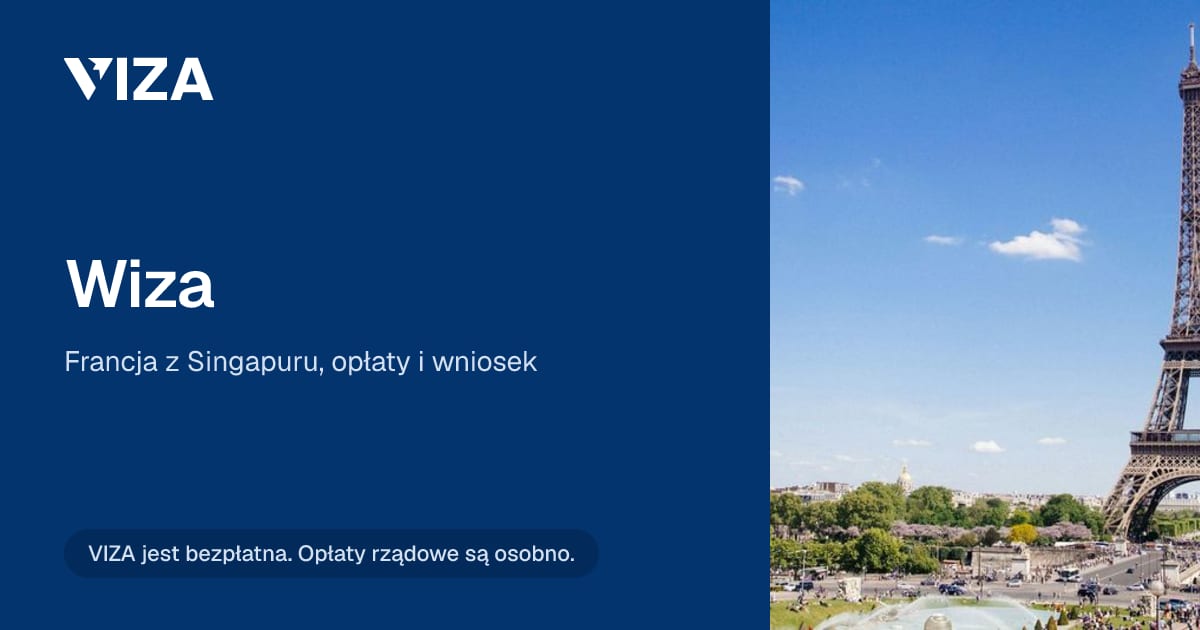 VIZA
Wiza
Francja z Singapuru, opłaty i wniosek
VIZA jest bezpłatna. Opłaty rządowe są osobno.